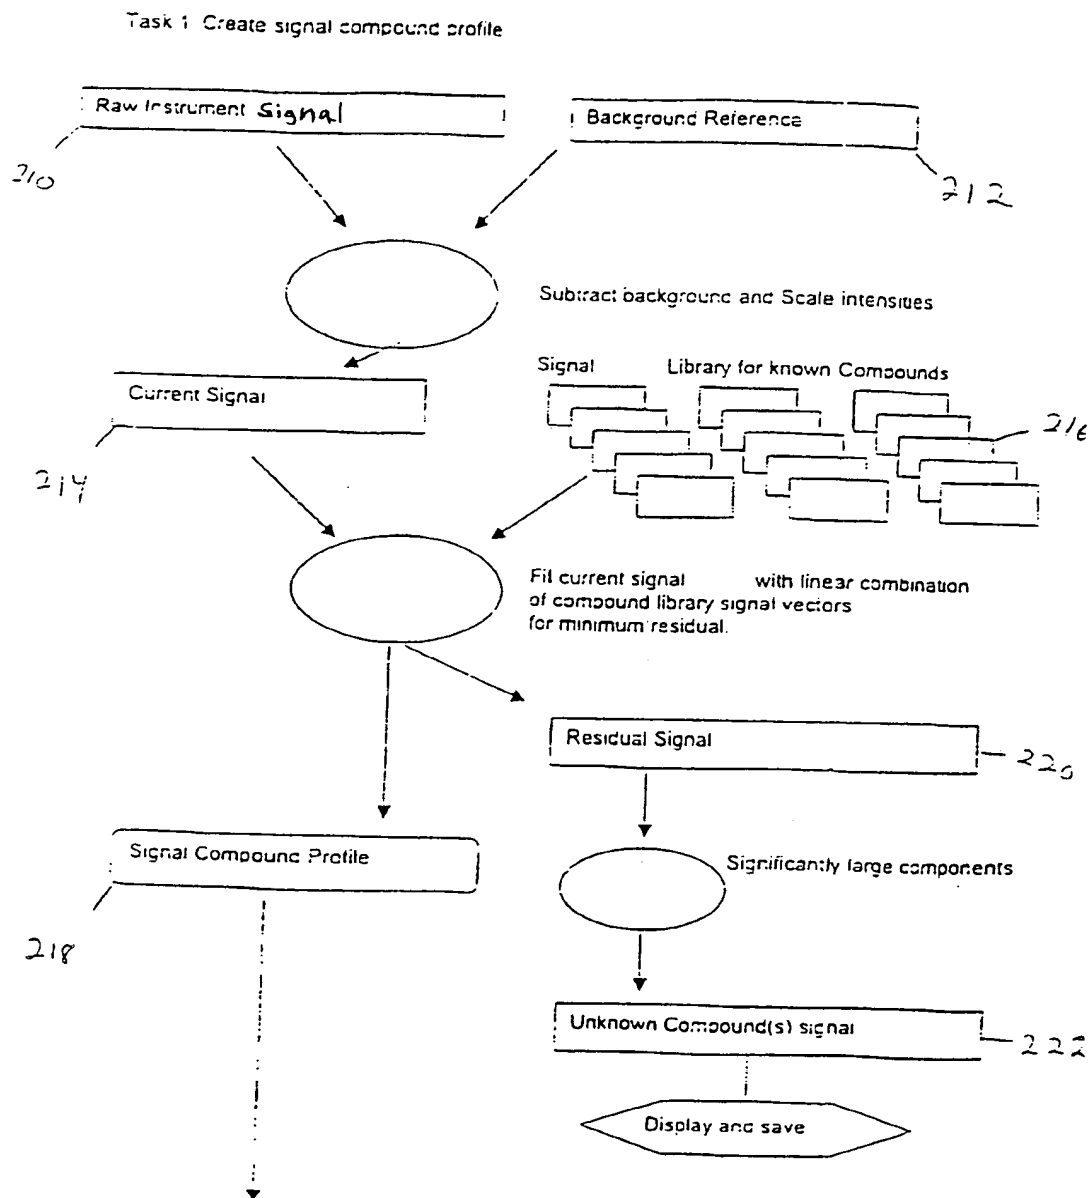 Task 1 Create signal compound profile
Raw Instrument Signal
Background Reference
210
212
Subtract background and Scale intensities
Signal Library for known Compounds
Current Signal
216
214
Fit current signal with linear combination
of compound library signal vectors
for minimum residual.
Residual Signal
220
Signal Compound Profile
Significantly large components
218
Unknown Compound(s) signal
222
Display and save